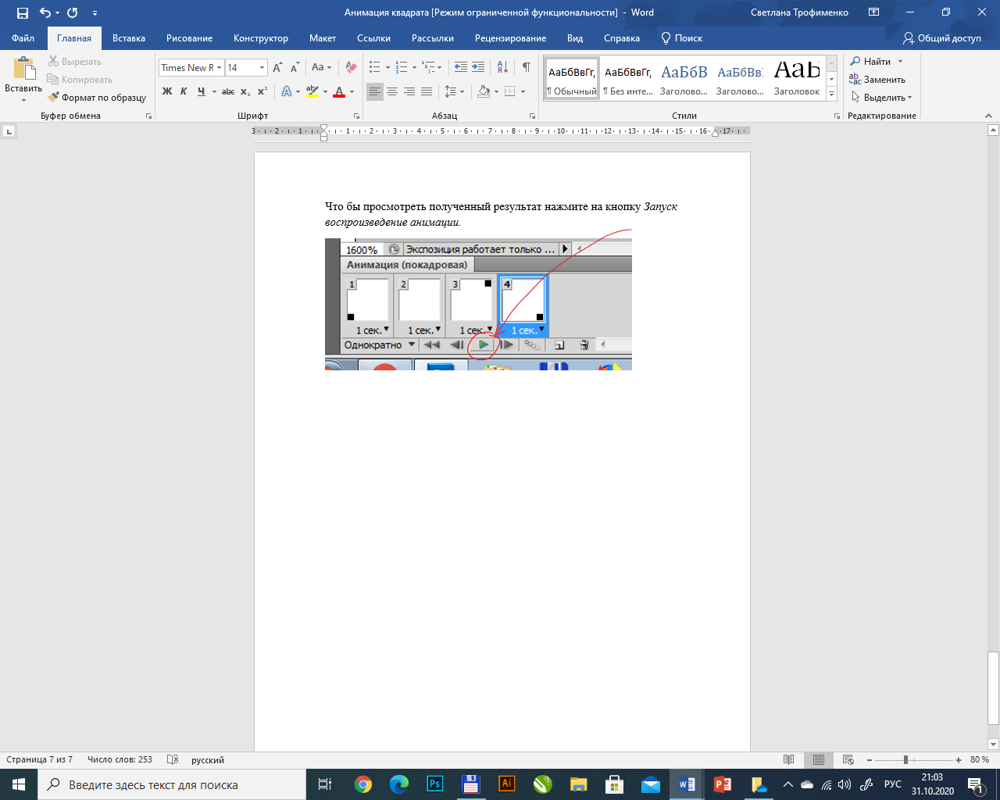 Анимация квадрата [Режим ограниченной функциональности] - Word
Светлана Трофименко
Файл Главная Вставка Рисование Конструктор Макет Ссылки Рассылки Рецензирование Вид Справка Поиск Общий доступ
Вставить
Вырезать
Копировать
Формат по образцу
Буфер обмена
Times New R 14
Ж К Ч abc x₂ x²
Aa
Шрифт
Абзац
АаБбВвГг, АаБбВвГг, АаБбВ АаБбВв. АаЬ
¶ Обычный ¶ Без инте... Заголово... Заголово... Заголовок
Стили
Найти
Заменить
Выделить
Редактирование
3 2 1 1 2 3 4 5 6 7 8 9 10 11 12 13 14 15 16 17
Что бы просмотреть полученный результат нажмите на кнопку Запуск
воспроизведение анимации.
1600% Экспозиция работает только ...
Анимация (покадровая)
1 2 3 4
1 сек. 1 сек. 1 сек. 1 сек.
Однократно
Страница 7 из 7 Число слов: 253 русский 80 %
Введите здесь текст для поиска
Ps Ai
РУС
21:03
31.10.2020
1